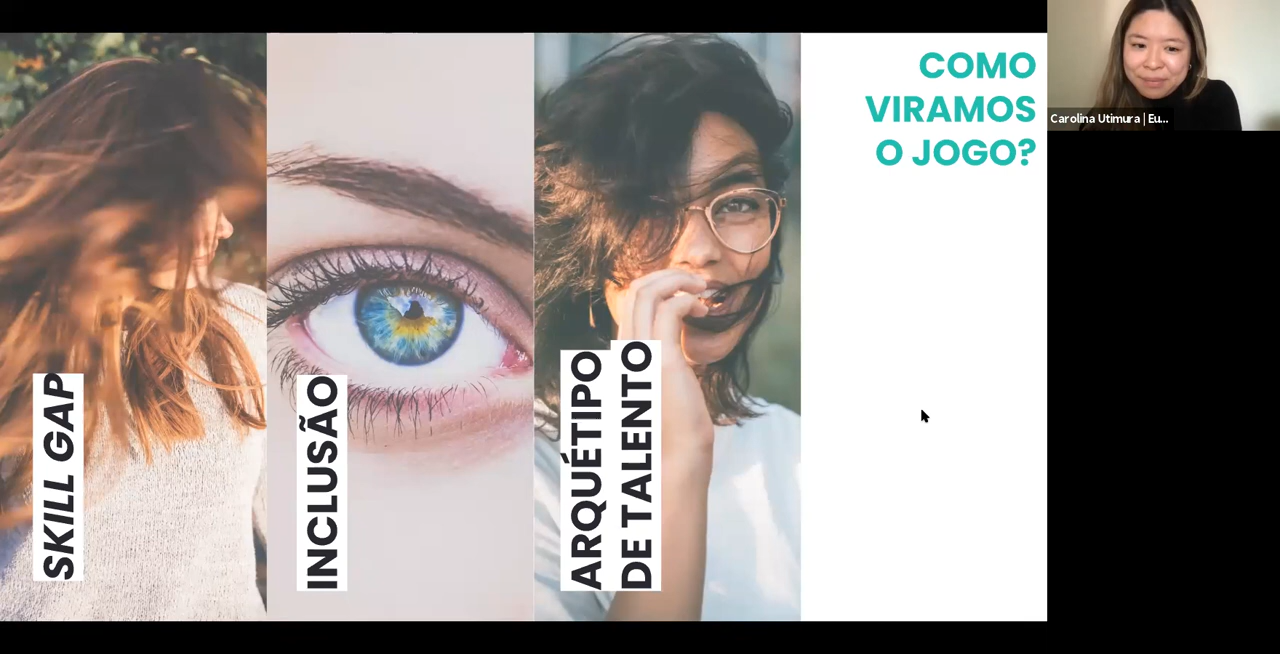 SKILL GAP
INCLUSÃO
ARQUÉTIPO
DE TALENTO
COMO
VIRAMOS
O JOGO?
Carolina Utimura | Eu...